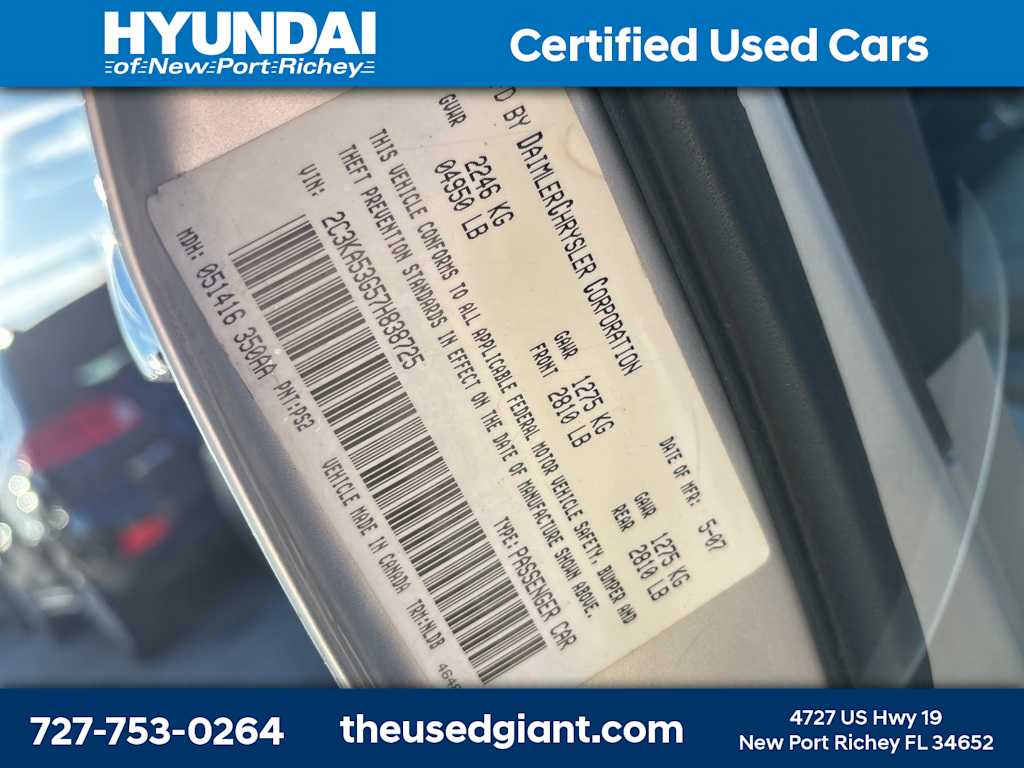 HYUNDAI
of New Port Richey
Certified Used Cars
D BY DAIMLERCHRYSLER CORPORATION
DATE OF MFR: 5-07
GVWR
2246 KG
04950 LB
GAWR FRONT
1275 KG
2810 LB
GAWR REAR
1275 KG
2810 LB
THIS VEHICLE CONFORMS TO ALL APPLICABLE FEDERAL MOTOR VEHICLE SAFETY, BUMPER AND
THEFT PREVENTION STANDARDS IN EFFECT ON THE DATE OF MANUFACTURE SHOWN ABOVE.
VIN: 2C3KA53G57H838725
TYPE: PASSENGER CAR
MDH: 051416 350AA PNT:PS2
VEHICLE MADE IN CANADA TRM:NLDB
727-753-0264
theusedgiant.com
4727 US Hwy 19
New Port Richey FL 34652